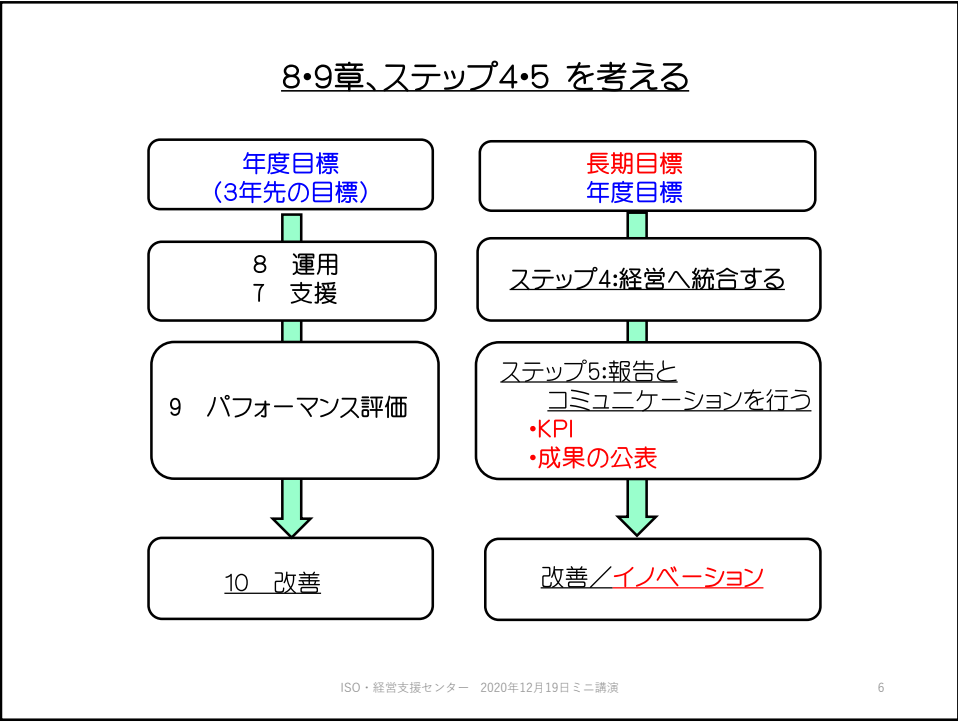 8・9章、ステップ4・5 を考える
年度目標
(3年先の目標)
8　運用
7　支援
9　パフォーマンス評価
10　改善
長期目標
年度目標
ステップ4:経営へ統合する
ステップ5:報告と
コミュニケーションを行う
・KPI
・成果の公表
改善／イノベーション
ISO・経営支援センター　2020年12月19日ミニ講演
6